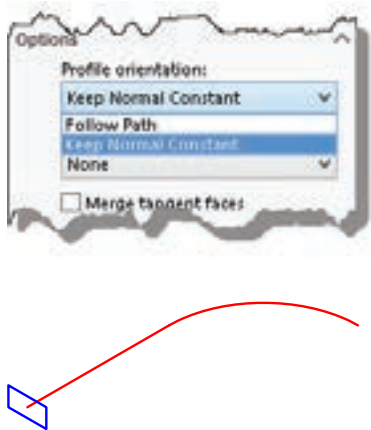 Options
Profile orientation:
Keep Normal Constant
Follow Path
Keep Normal Constant
None
Merge tangent faces